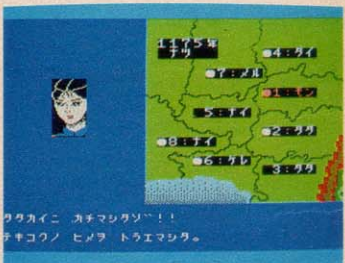 1175年
ナツ
4:タイ
7:メル
1:モン
5:ナイ
2:タタ
8:ナイ
6:ケレ
3:タタ
タタカイニ カチマシタゾ!!
テキコクノ ヒメヲ トラエマシタ。